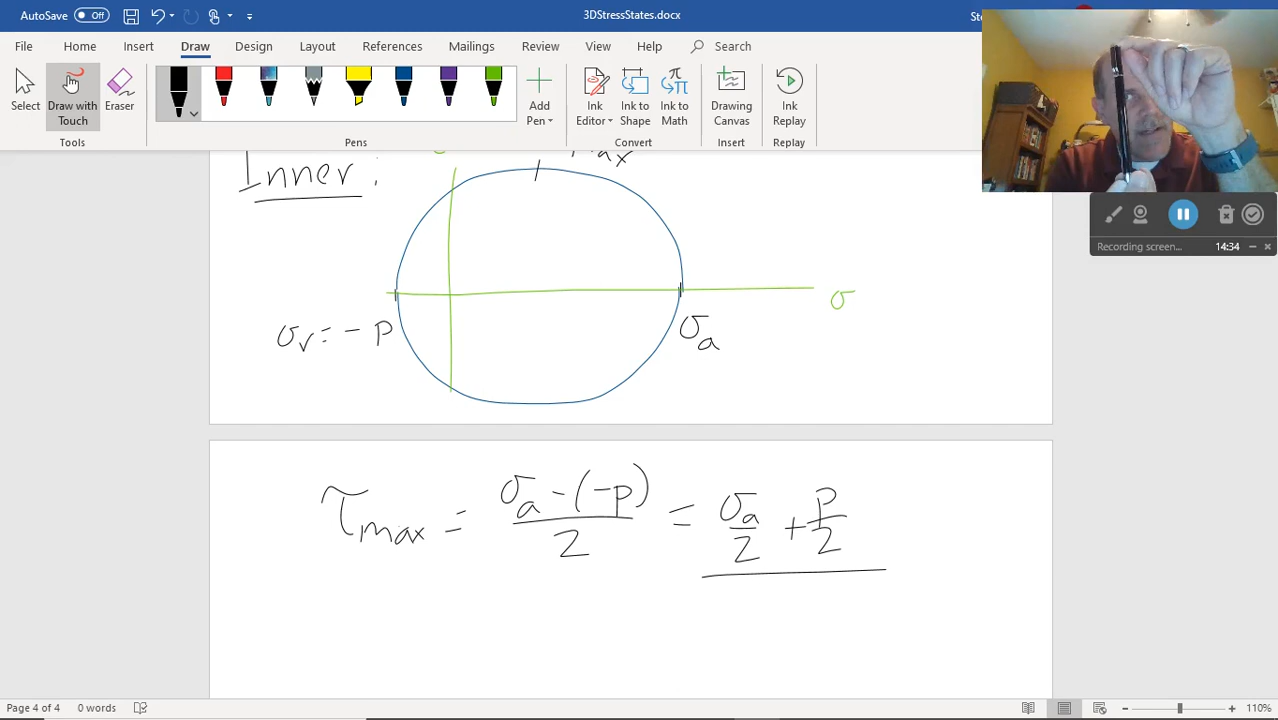 AutoSave Off 3DStressStates.docx
File Home Insert Draw Design Layout References Mailings Review View Help Search
Select Draw with Touch Eraser Add Pen Ink Editor Ink to Shape Ink to Math Drawing Canvas Ink Replay
Tools Pens Convert Insert Replay
Recording screen... 14:34
Inner:
σ
σr = - p
σa
τmax = σa - (-p) / 2 = σa / 2 + p / 2
Page 4 of 4 0 words 110%